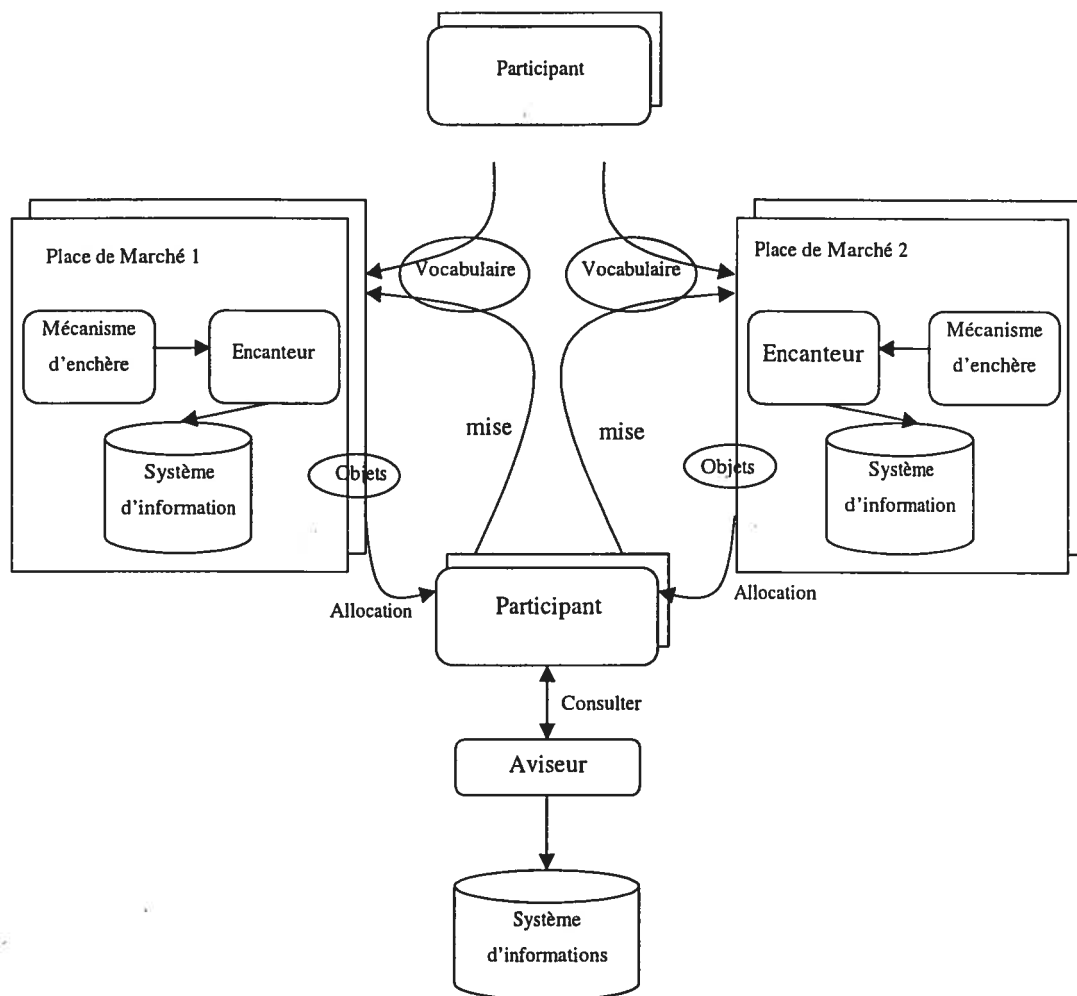 Participant
Place de Marché 1
Vocabulaire
Vocabulaire
Place de Marché 2
Mécanisme
d'enchère
Encanteur
Encanteur
Mécanisme
d'enchère
mise
mise
Système
d'information
Objets
Objets
Système
d'information
Allocation
Participant
Allocation
Consulter
Aviseur
Système
d'informations